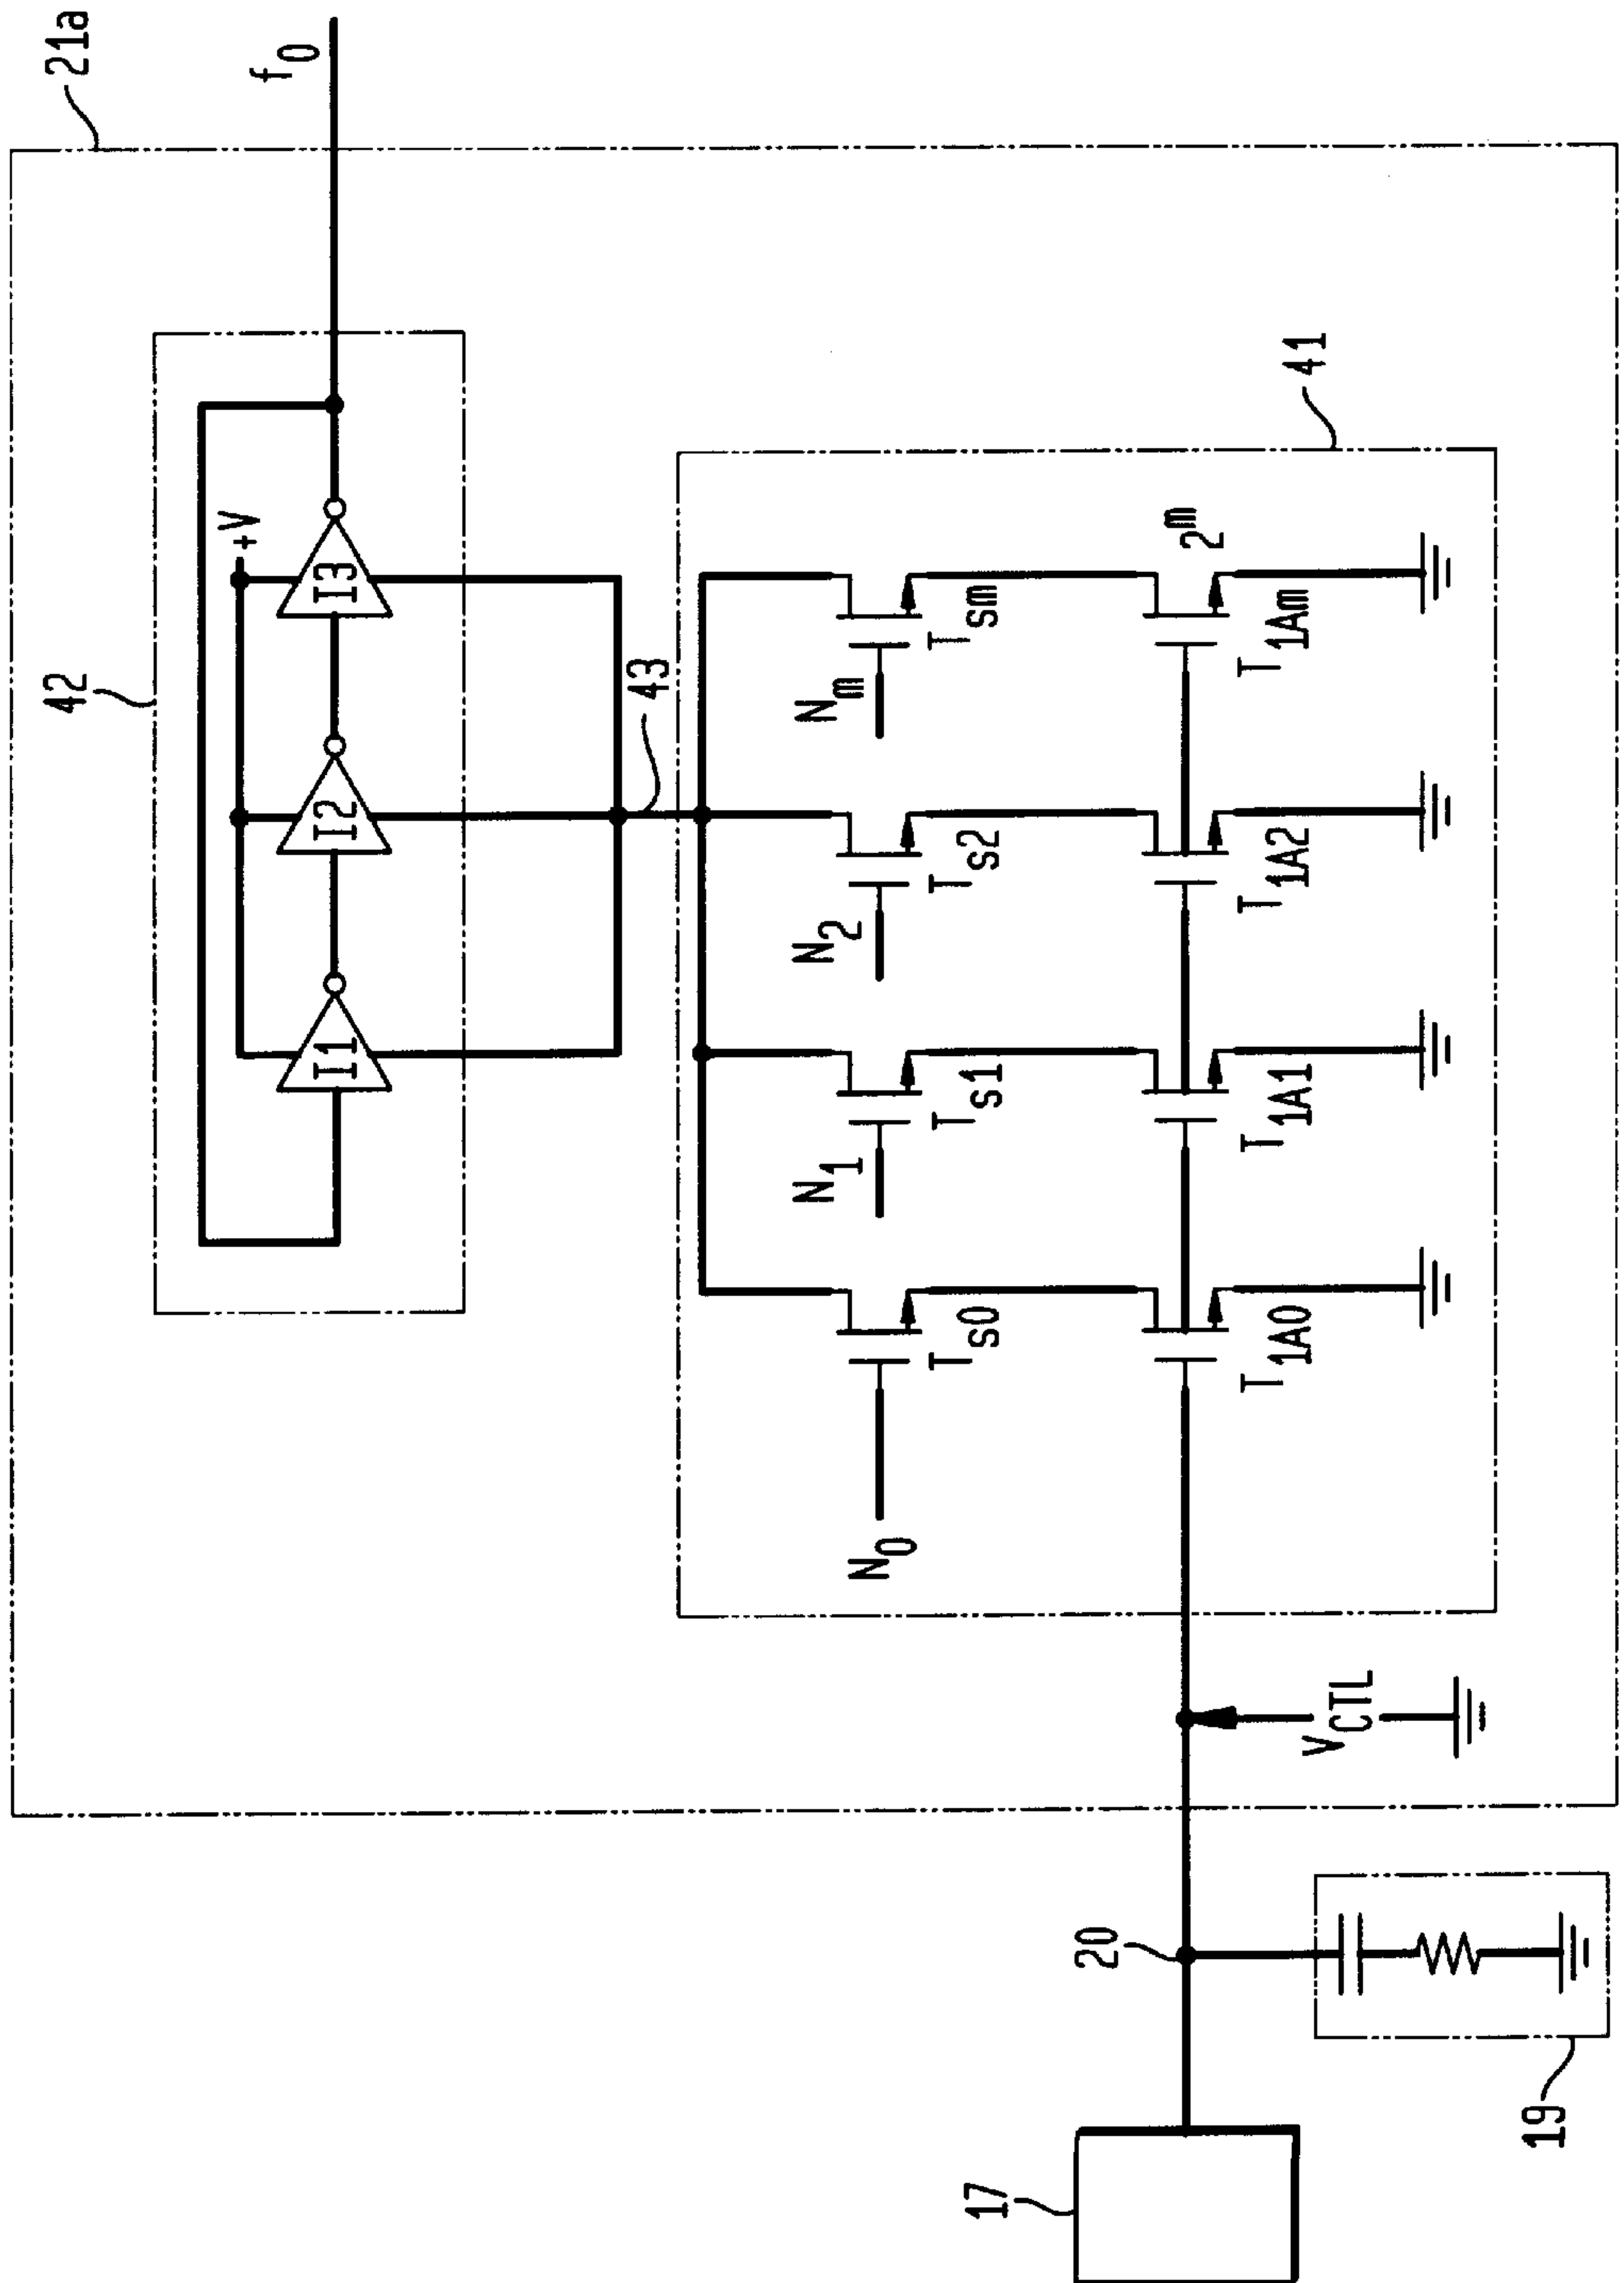 21a
f0
42
+V
I1
I2
I3
43
41
N0
N1
N2
Nm
Ts0
Ts1
Ts2
Tsm
2m
T1A0
T1A1
T1A2
T1Am
VCTL
20
17
19